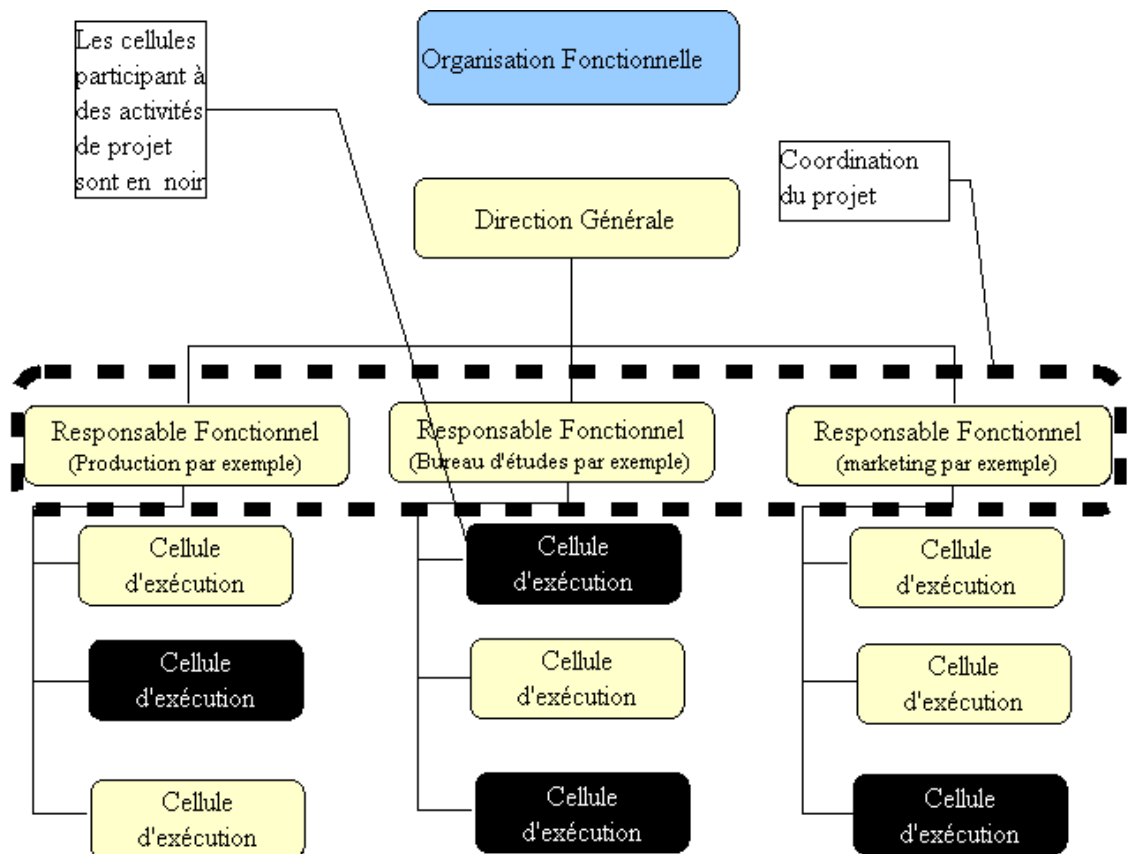 Les cellules
participant à
des activités
de projet
sont en noir
Organisation Fonctionnelle
Coordination
du projet
Direction Générale
Responsable Fonctionnel
(Production par exemple)
Responsable Fonctionnel
(Bureau d'études par exemple)
Responsable Fonctionnel
(marketing par exemple)
Cellule
d'exécution
Cellule
d'exécution
Cellule
d'exécution
Cellule
d'exécution
Cellule
d'exécution
Cellule
d'exécution
Cellule
d'exécution
Cellule
d'exécution
Cellule
d'exécution